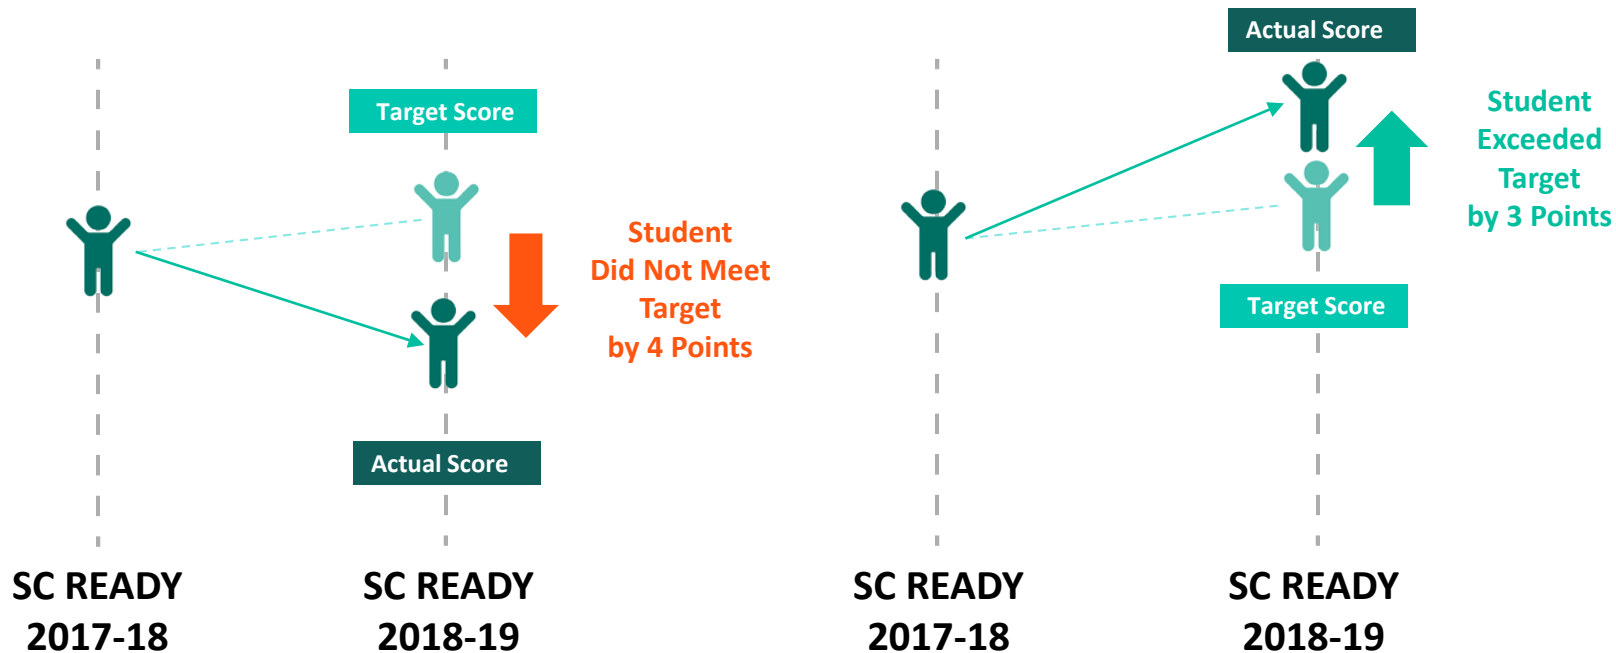 Target Score
Student
Did Not Meet
Target
by 4 Points
Actual Score
SC READY
2017-18
SC READY
2018-19
Actual Score
Student
Exceeded
Target
by 3 Points
Target Score
SC READY
2017-18
SC READY
2018-19